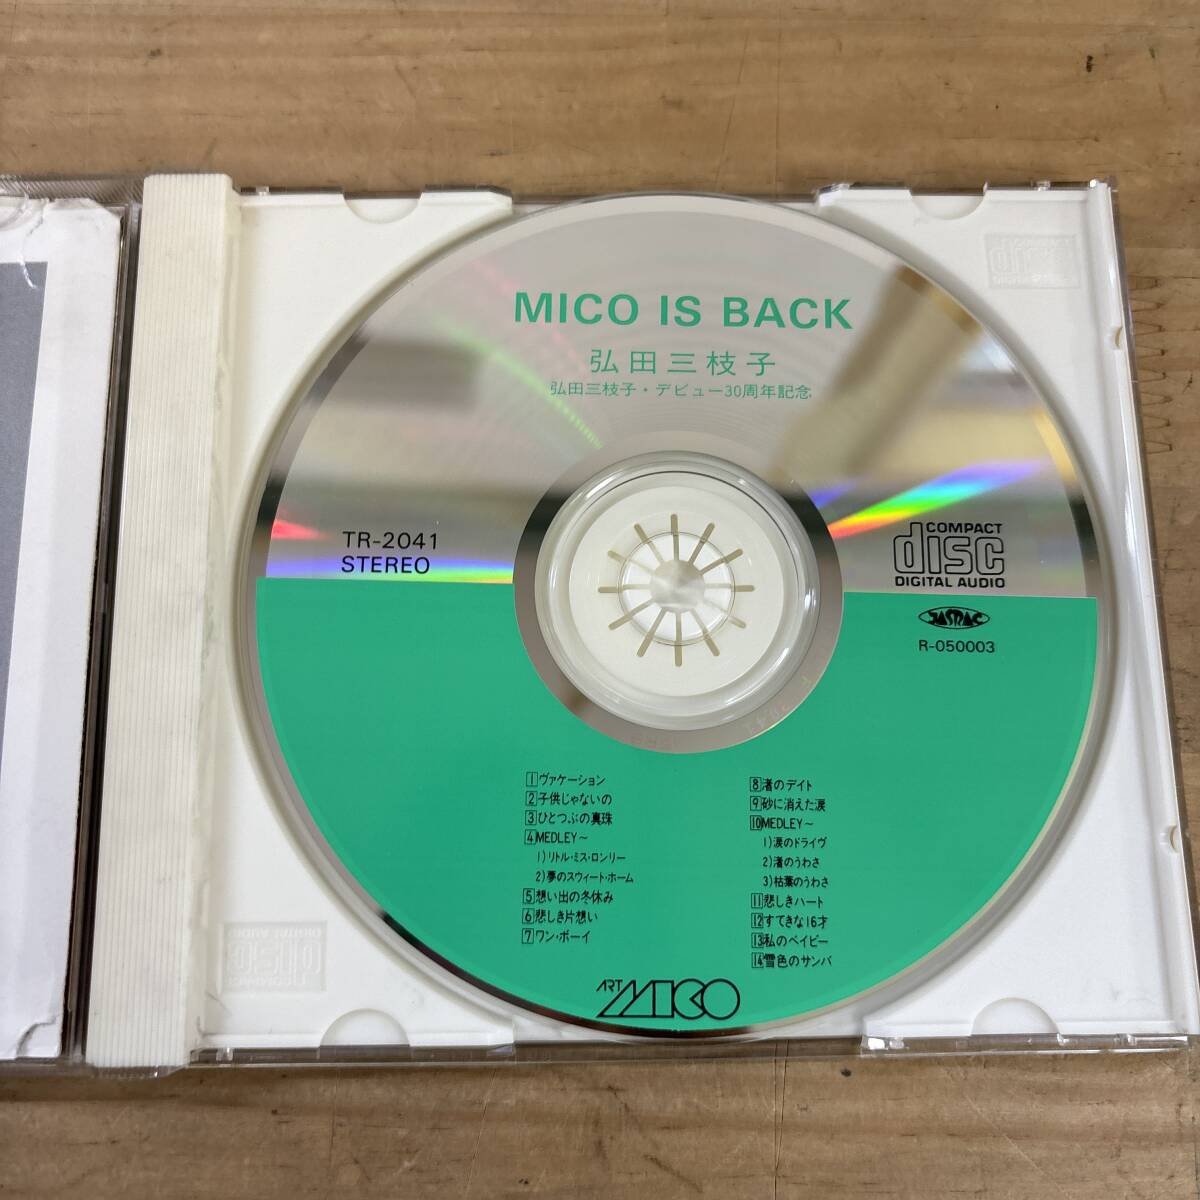 MICO IS BACK
弘田三枝子
弘田三枝子・デビュー30周年記念
TR-2041
STEREO
COMPACT
disc
DIGITAL AUDIO
JASRAC
R-050003
1 ヴァケーション
2 子供じゃないの
3 ひとつぶの真珠
4 MEDLEY～
1)リトル・ミス・ロンリー
2)夢のスウィート・ホーム
5 想い出の冬休み
6 悲しき片想い
7 ワン・ボーイ
8 渚のデイト
9 砂に消えた涙
10 MEDLEY～
1)涙のドライヴ
2)渚のうわさ
3)枯葉のうわさ
11 悲しきハート
12 すてきな16才
13 私のベイビー
14 雪色のサンバ
ART MICO